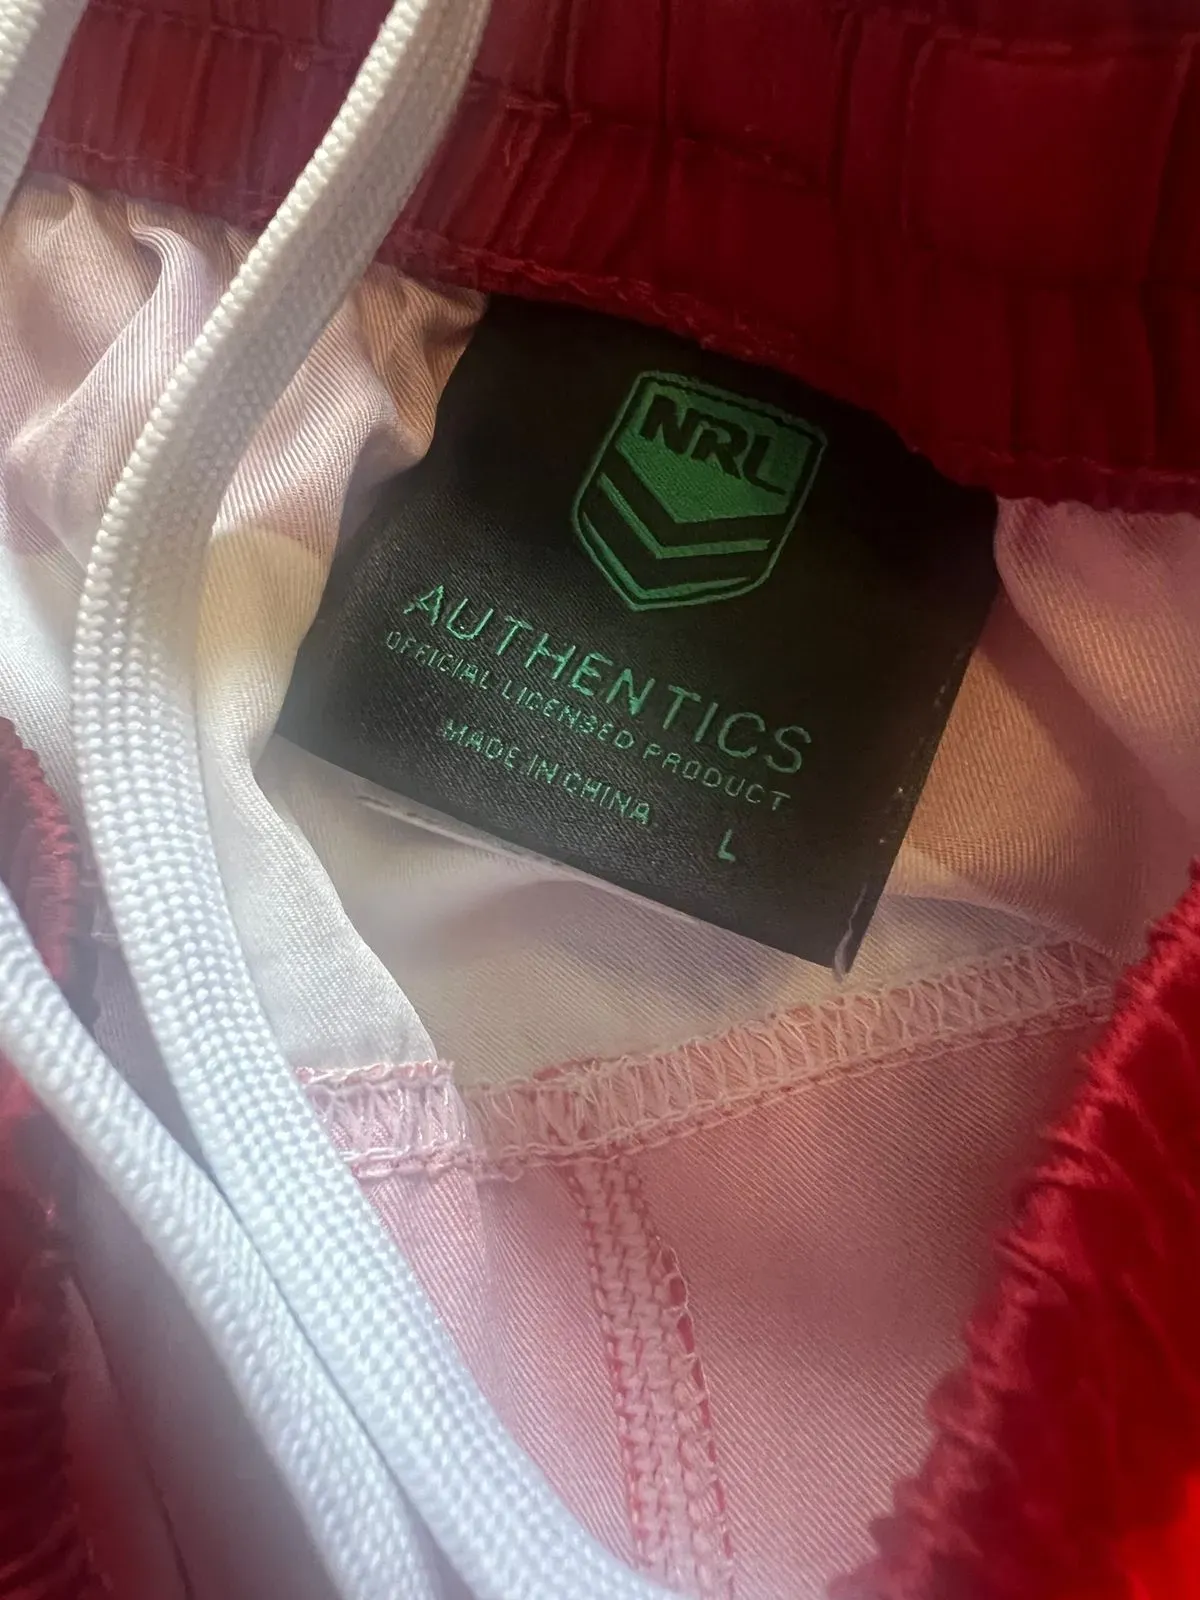 NRL
AUTHENTICS
OFFICIAL LICENSED PRODUCT
MADE IN CHINA
L